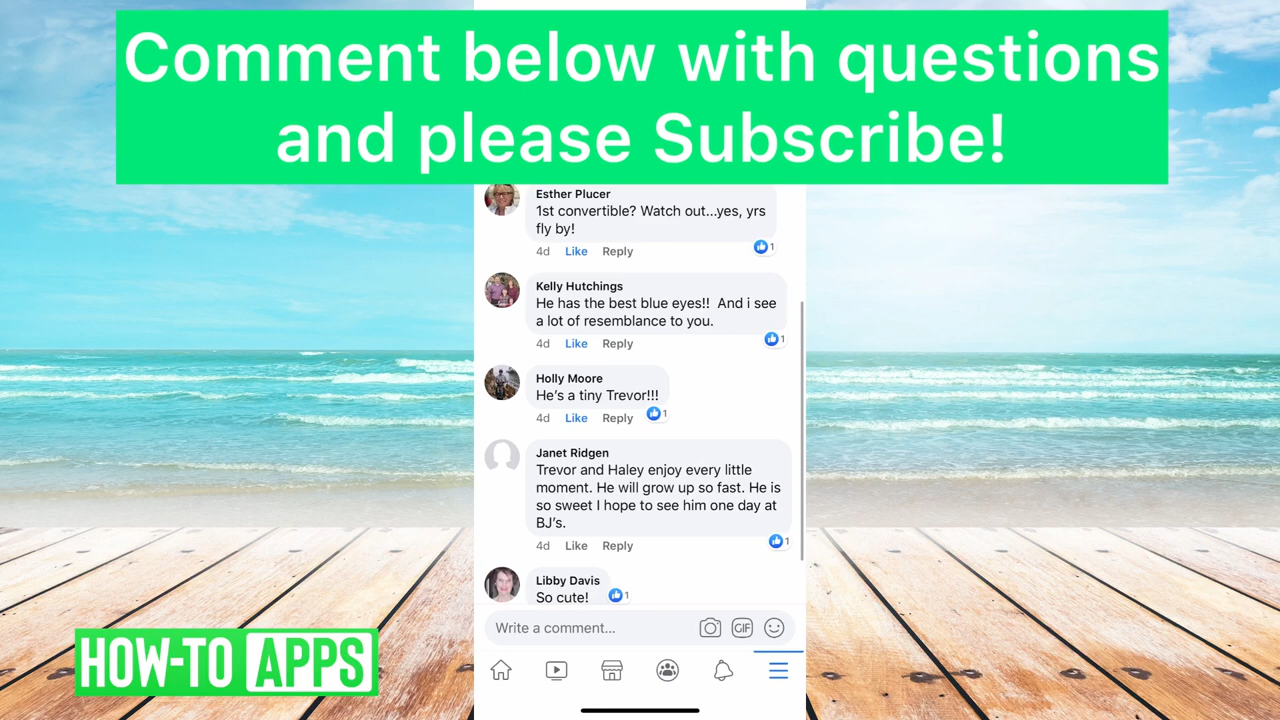 Comment below with questions
and please Subscribe!
Esther Plucer
1st convertible? Watch out...yes, yrs
fly by!
4d Like Reply 1
Kelly Hutchings
He has the best blue eyes!! And i see
a lot of resemblance to you.
4d Like Reply 1
Holly Moore
He's a tiny Trevor!!!
4d Like Reply 1
Janet Ridgen
Trevor and Haley enjoy every little
moment. He will grow up so fast. He is
so sweet I hope to see him one day at
BJ's.
4d Like Reply 1
Libby Davis
So cute! 1
Write a comment... GIF
HOW-TO APPS